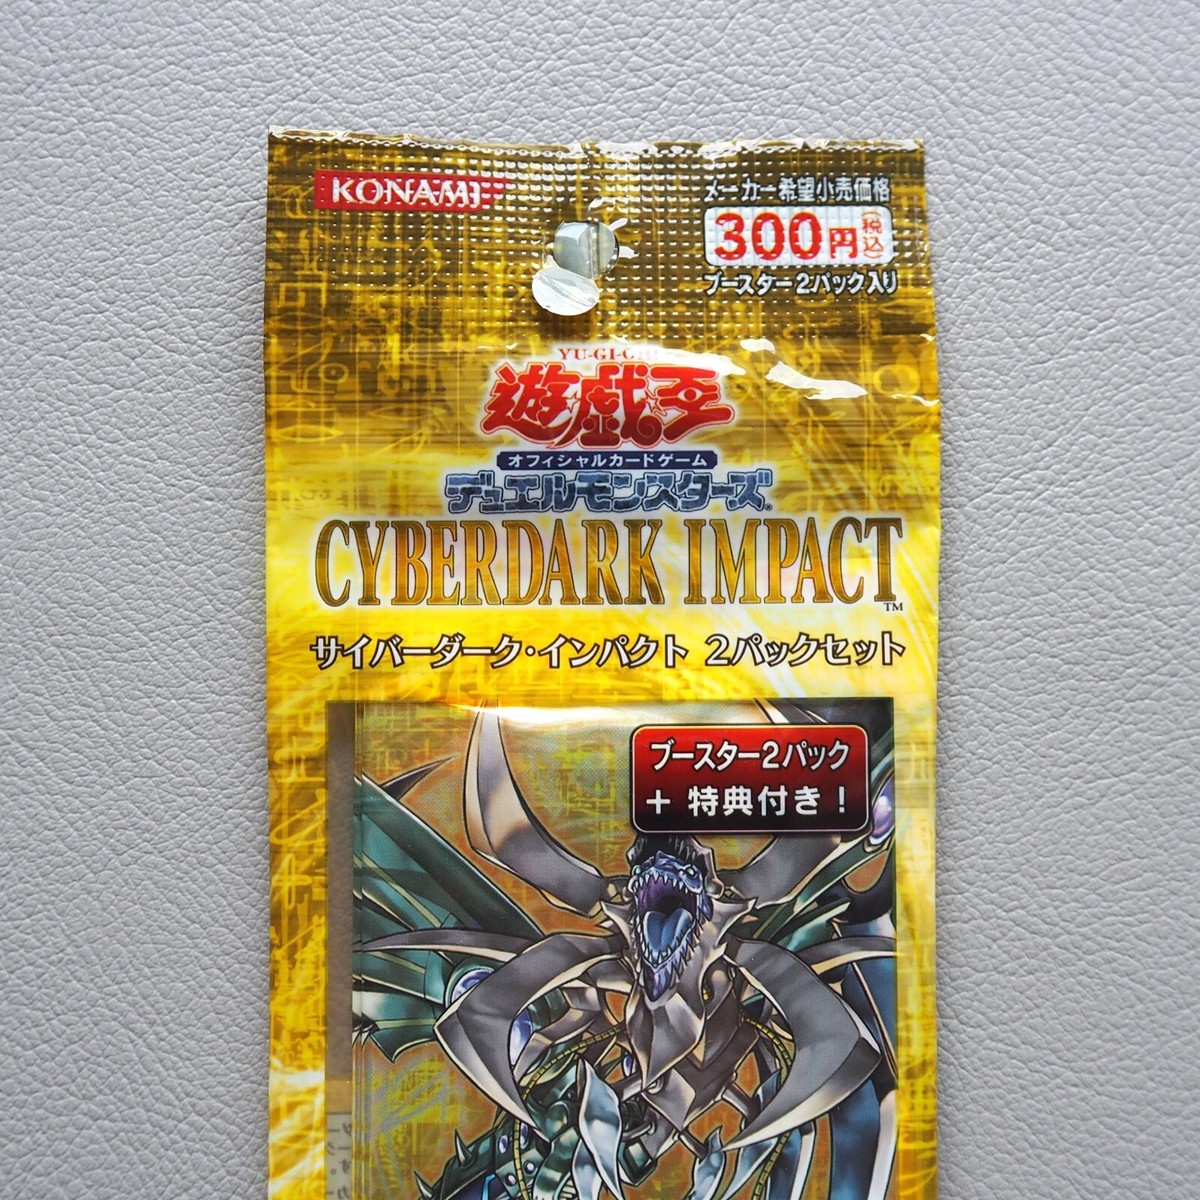 KONAMI
メーカー希望小売価格
300円(税込)
ブースター2パック入り
YU-GI-OH!
遊戯王
オフィシャルカードゲーム
デュエルモンスターズ
CYBERDARK IMPACT™
サイバーダーク・インパクト 2パックセット
ブースター2パック
+ 特典付き!